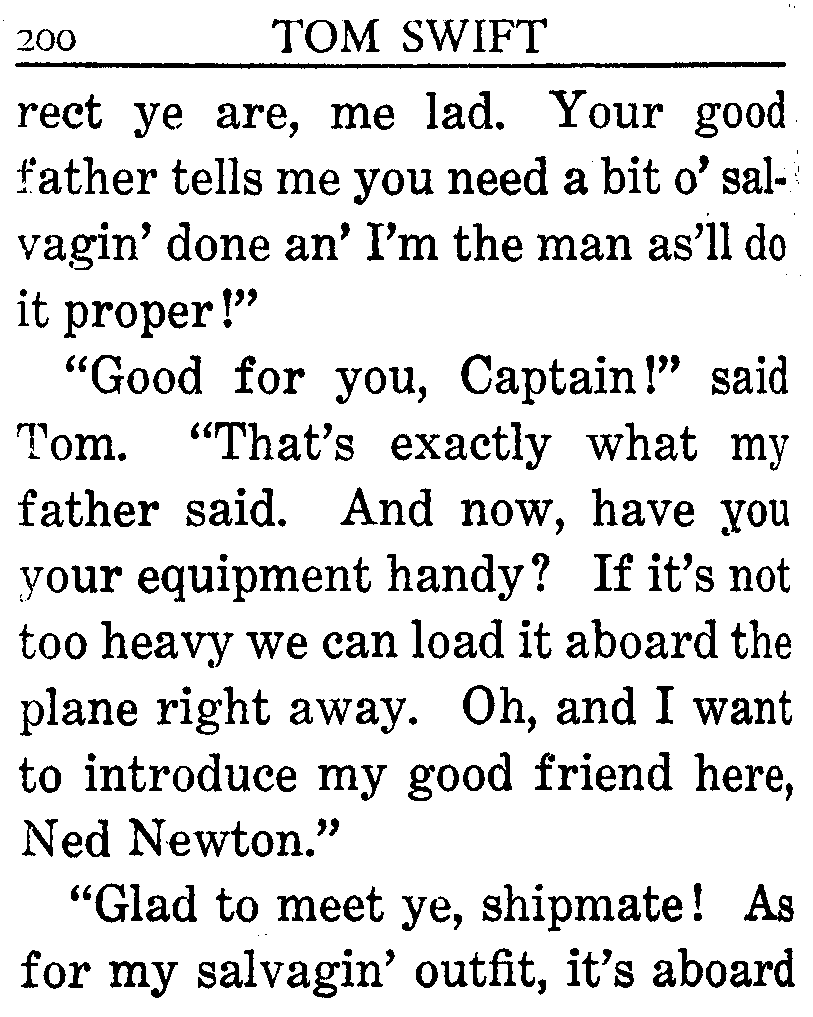 200 TOM SWIFT
rect ye are, me lad. Your good
father tells me you need a bit o’ sal-
vagin’ done an’ I’m the man as’ll do
it proper!”
“Good for you, Captain!” said
Tom. “That’s exactly what my
father said. And now, have you
your equipment handy? If it’s not
too heavy we can load it aboard the
plane right away. Oh, and I want
to introduce my good friend here,
Ned Newton.”
“Glad to meet ye, shipmate! As
for my salvagin’ outfit, it’s aboard